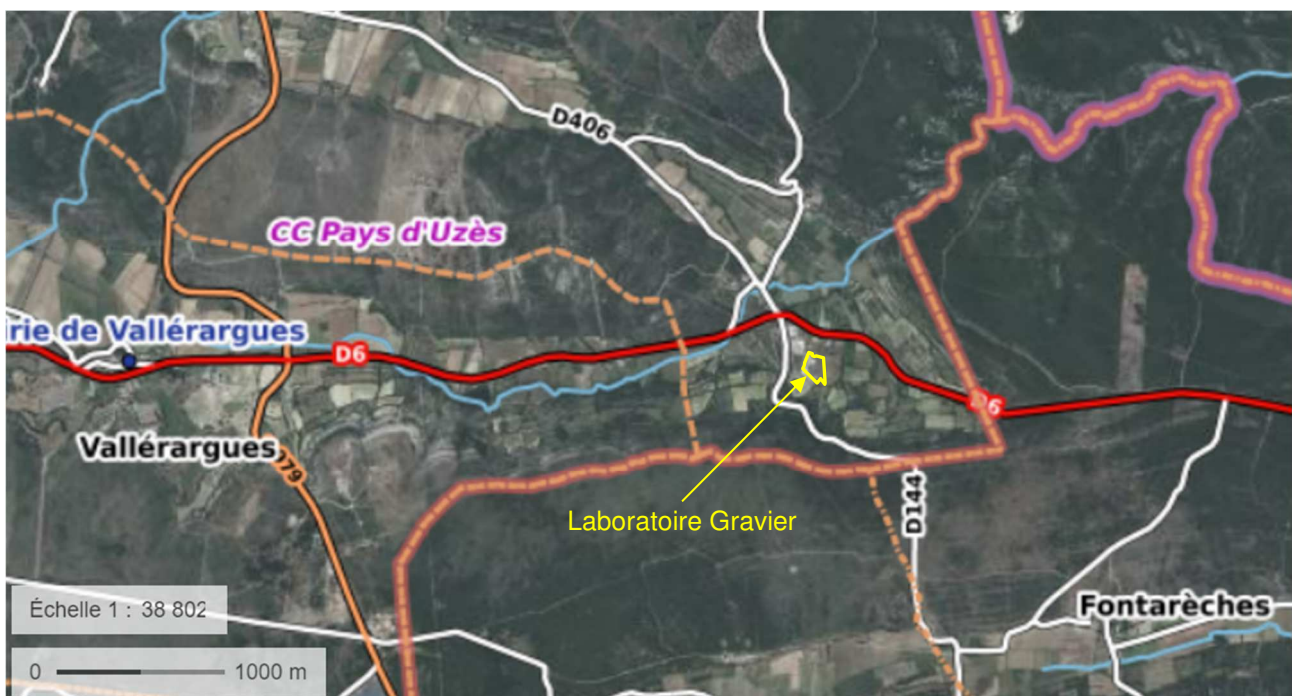 D406
CC Pays d'Uzès
irie de Vallérargues
D6
D6
Vallérargues
979
Laboratoire Gravier
D144
Fontarèches
Échelle 1 : 38 802
0 1000 m